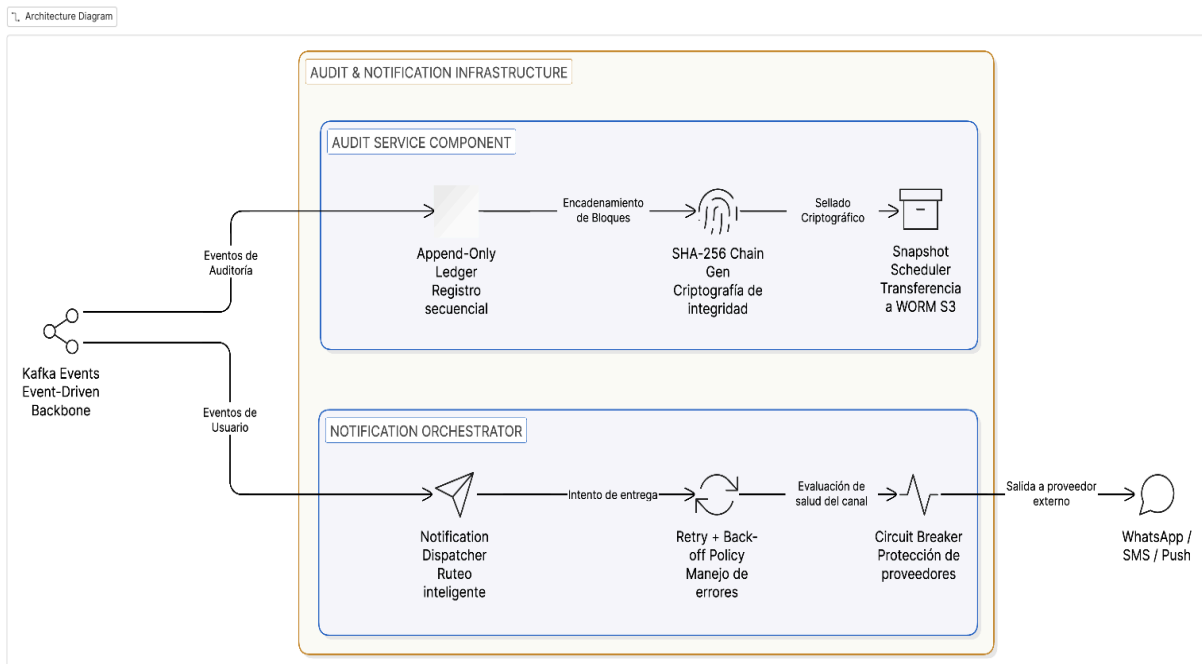 Architecture Diagram
AUDIT & NOTIFICATION INFRASTRUCTURE
AUDIT SERVICE COMPONENT
Eventos de
Auditoría
Encadenamiento
de Bloques
Sellado
Criptográfico
Append-Only
Ledger
Registro
secuencial
SHA-256 Chain
Gen
Criptografía de
integridad
Snapshot
Scheduler
Transferencia
a WORM S3
Kafka Events
Event-Driven
Backbone
Eventos de
Usuario
NOTIFICATION ORCHESTRATOR
Intento de entrega
Evaluación de
salud del canal
Salida a proveedor
externo
Notification
Dispatcher
Ruteo
inteligente
Retry + Back-
off Policy
Manejo de
errores
Circuit Breaker
Protección de
proveedores
WhatsApp /
SMS / Push